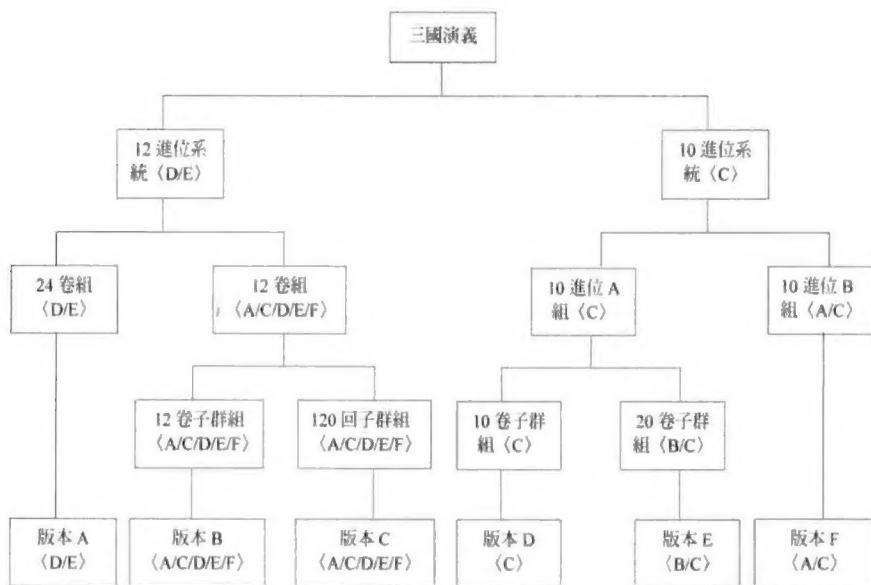 三國演義
12 進位系
統〈D/E〉
10 進位系
統〈C〉
24 卷組
〈D/E〉
12 卷組
〈A/C/D/E/F〉
10 進位 A
組〈C〉
10 進位 B
組〈A/C〉
12 卷子群組
〈A/C/D/E/F〉
120 回子群組
〈A/C/D/E/F〉
10 卷子群
組〈C〉
20 卷子群
組〈B/C〉
版本 A
〈D/E〉
版本 B
〈A/C/D/E/F〉
版本 C
〈A/C/D/E/F〉
版本 D
〈C〉
版本 E
〈B/C〉
版本 F
〈A/C〉